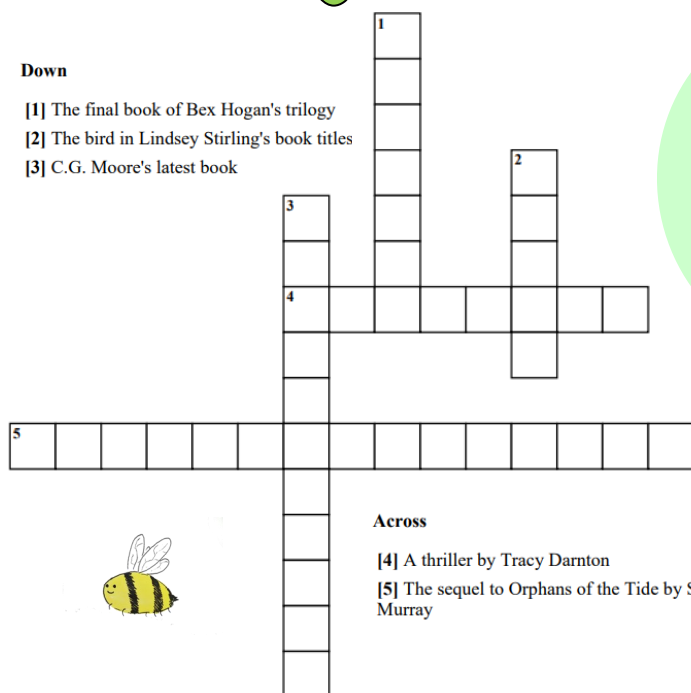 1
Down
[1] The final book of Bex Hogan's trilogy
[2] The bird in Lindsey Stirling's book titles
[3] C.G. Moore's latest book
2
3
4
5
Across
[4] A thriller by Tracy Darnton
[5] The sequel to Orphans of the Tide by
Murray